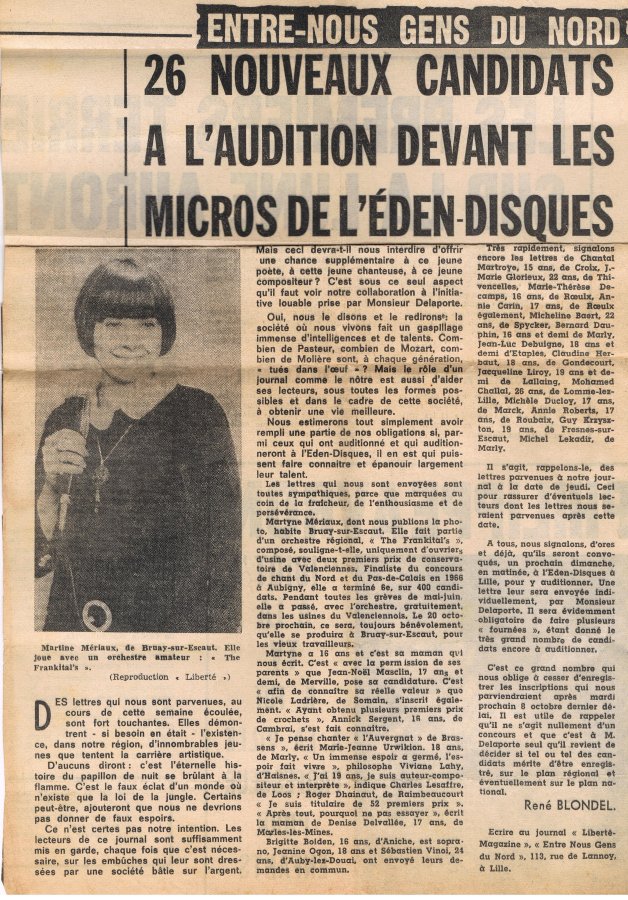 ENTRE-NOUS GENS DU NORD
26 NOUVEAUX CANDIDATS
A L'AUDITION DEVANT LES
MICROS DE L'ÉDEN-DISQUES
Martine Mériaux, de Bruay-sur-Escaut. Elle
joue avec un orchestre amateur : « The
Frankital's ».
(Reproduction « Liberté »)
DES lettres qui nous sont parvenues, au
cours de cette semaine écoulée,
sont fort touchantes. Elles démon-
trent - si besoin en était - l'existen-
ce, dans notre région, d'innombrables jeu-
nes que tentent la carrière artistique.
D'aucuns diront : c'est l'éternelle his-
toire du papillon de nuit se brûlant à la
flamme. C'est le faux éclat d'un monde où
n'existe que la loi de la jungle. Certains
peut-être, ajouteront que nous ne devrions
pas donner de faux espoirs.
Ce n'est certes pas notre intention. Les
lecteurs de ce journal sont suffisamment
mis en garde, chaque fois que c'est néces-
saire, sur les embûches qui leur sont dres-
sées par une société bâtie sur l'argent.
Mais ceci devra-t-il nous interdire d'offrir
une chance supplémentaire à ce jeune
poète, à cette jeune chanteuse, à ce jeune
compositeur ? C'est sous ce seul aspect
qu'il faut voir notre collaboration à l'initia-
tive louable prise par Monsieur Delaporte.
Oui, nous le disons et le redirons : la
société où nous vivons fait un gaspillage
immense d'intelligences et de talents. Com-
bien de Pasteur, combien de Mozart, com-
bien de Molière sont, à chaque génération,
« tués dans l'œuf » ? Mais le rôle d'un
journal comme le nôtre est aussi d'aider
ses lecteurs, sous toutes les formes possi-
bles et dans le cadre de cette société,
à obtenir une vie meilleure.
Nous estimerons tout simplement avoir
rempli une partie de nos obligations si, par-
mi ceux qui ont auditionné et qui audition-
neront à l'Eden-Disques, il en est qui puis-
sent faire connaître et épanouir largement
leur talent.
Les lettres qui nous sont envoyées sont
toutes sympathiques, parce que marquées au
coin de la fraîcheur, de l'enthousiasme et de
persévérance.
Martyne Mériaux, dont nous publions la pho-
to, habite Bruay-sur-Escaut. Elle fait partie
d'un orchestre régional, « The Frankital's »,
composé, souligne-t-elle, uniquement d'ouvriers
d'usine avec deux premiers prix de conserva-
toire de Valenciennes. Finaliste du concours
de chant du Nord et du Pas-de-Calais en 1966
à Aubigny, elle a terminé 6e, sur 400 candi-
dats. Pendant toutes les grèves de mai-juin,
elle a passé, avec l'orchestre, gratuitement,
dans les usines du Valenciennois. Le 20 octo-
bre prochain, ce sera, toujours bénévolement,
qu'elle se produira à Bruay-sur-Escaut, pour
les vieux travailleurs.
Martyne a 16 ans et c'est sa maman qui
nous écrit. C'est « avec la permission de ses
parents » que Jean-Noël Masclin, 17 ans et
demi, de Merville, pose sa candidature. C'est
« afin de connaître sa réelle valeur » que
Nicole Ladrière, de Somain, s'inscrit égale-
ment. « Ayant obtenu plusieurs premiers prix
de crochets », Annick Sergent, 16 ans, de
Cambrai, s'est fait connaître.
« Je pense chanter « l'Auvergnat » de Bras-
sens », écrit Marie-Jeanne Urwikion, 18 ans,
de Marly. « Un immense espoir a germé, l'es-
poir fait vivre », philosophe Viviane Lahy,
d'Haisnes. « J'ai 19 ans, je suis auteur-compo-
siteur et interprète », indique Charles Lesaffre,
de Loos ; Roger Dhainaut, de Raimbeaucourt
« Je suis titulaire de 52 premier prix ».
« Après tout, pourquoi ne pas essayer », écrit
la maman de Denise Delvallée, 17 ans, de
Marles-les-Mines.
Brigitte Bolden, 16 ans, d'Aniche, est sopra-
no, Jeanine Ogon, 18 ans et Sébastien Vinoi, 24
ans, d'Auby-les-Douai, ont envoyé leurs de-
mandes en commun.
Très rapidement, signalons
encore les lettres de Chantal
Martroye, 15 ans, de Croix, J.-
Marie Glorieux, 22 ans, de Thi-
vencelles, Marie-Thérèse De-
camps, 16 ans, de Rœulx, An-
nie Carin, 17 ans, de Rœulx
également, Micheline Baert, 22
ans, de Spycker, Bernard Dau-
phin, 16 ans et demi de Marly,
Jean-Luc Debuigne, 18 ans et
demi d'Etaples, Claudine Her-
baut, 18 ans, de Gondecourt,
Jacqueline Liroy, 19 ans et de-
mi de Lallaing, Mohamed
Challal, 26 ans, de Lomme-lez-
Lille, Michèle Ducloy, 17 ans,
de Marck, Annie Roberts, 17
ans, de Roubaix, Guy Krzysz-
ton, 19 ans, de Fresnes-sur-
Escaut, Michel Lekadir, de
Marly.
Il s'agit, rappelons-le, des
lettres parvenues à notre jour-
nal à la date de jeudi. Ceci
pour rassurer d'éventuels lec-
teurs dont les lettres nous se-
raient parvenues après cette
date.
A tous, nous signalons, d'ores
et déjà, qu'ils seront convo-
qués, un prochain dimanche,
en matinée, à l'Eden-Disques à
Lille, pour y auditionner. Une
lettre leur sera envoyée indi-
viduellement, par Monsieur
Delaporte. Il sera évidemment
obligatoire de faire plusieurs
« fournées », étant donné le
très grand nombre de candi-
dats encore à auditionner.
C'est ce grand nombre qui
nous oblige à cesser d'enregis-
trer les inscriptions qui nous
parviendraient après mardi
prochain 8 octobre dernier dé-
lai. Il est utile de rappeler
qu'il ne s'agit nullement d'un
concours et que c'est à M.
Delaporte seul qu'il revient de
décider si tel ou tel des can-
didats mérite d'être enregis-
tré, sur le plan régional et
éventuellement sur le plan na-
tional.
René BLONDEL.
Ecrire au journal « Liberté-
Magazine », « Entre Nous Gens
du Nord », 113, rue de Lannoy,
à Lille.